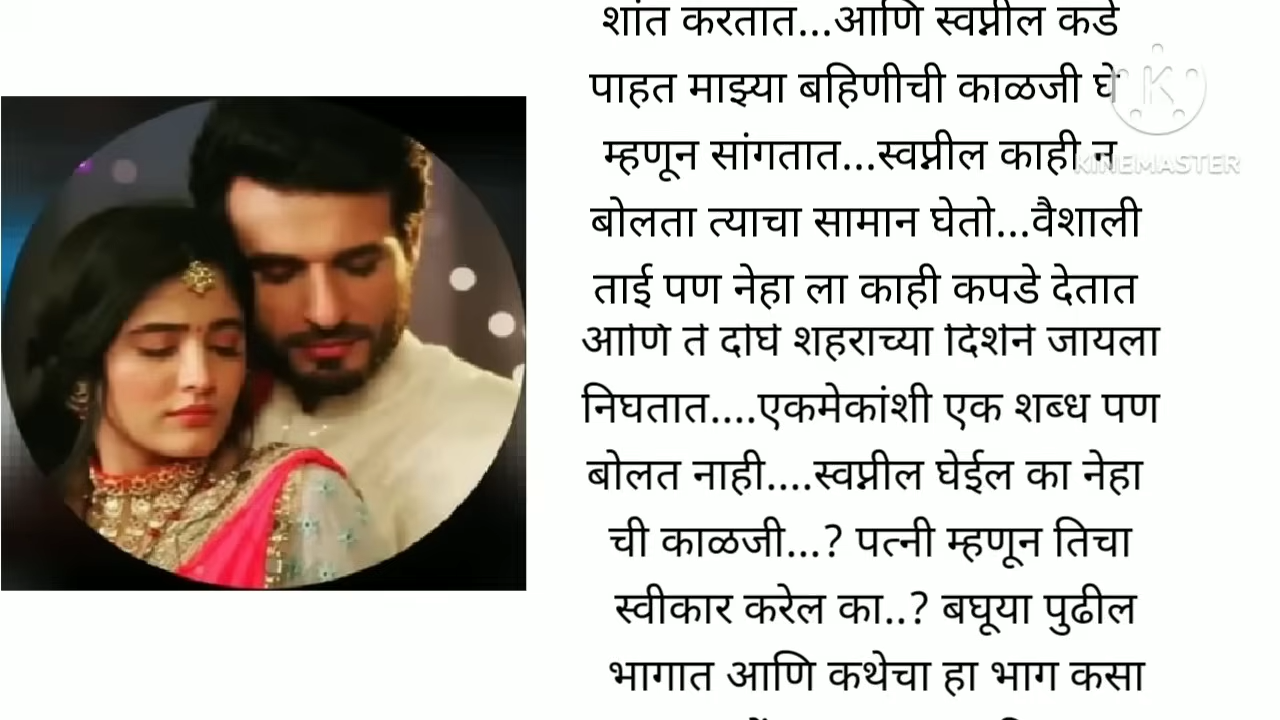 शांत करतात...आणि स्वप्नील कडे
पाहत माझ्या बहिणीची काळजी घे
म्हणून सांगतात...स्वप्नील काही न
बोलता त्याचा सामान घेतो...वैशाली
ताई पण नेहा ला काही कपडे देतात
आणि ते दोघे शहराच्या दिशेने जायला
निघतात....एकमेकांशी एक शब्ध पण
बोलत नाही....स्वप्नील घेईल का नेहा
ची काळजी...? पत्नी म्हणून तिचा
स्वीकार करेल का..? बघूया पुढील
भागात आणि कथेचा हा भाग कसा
K
KINEMASTER